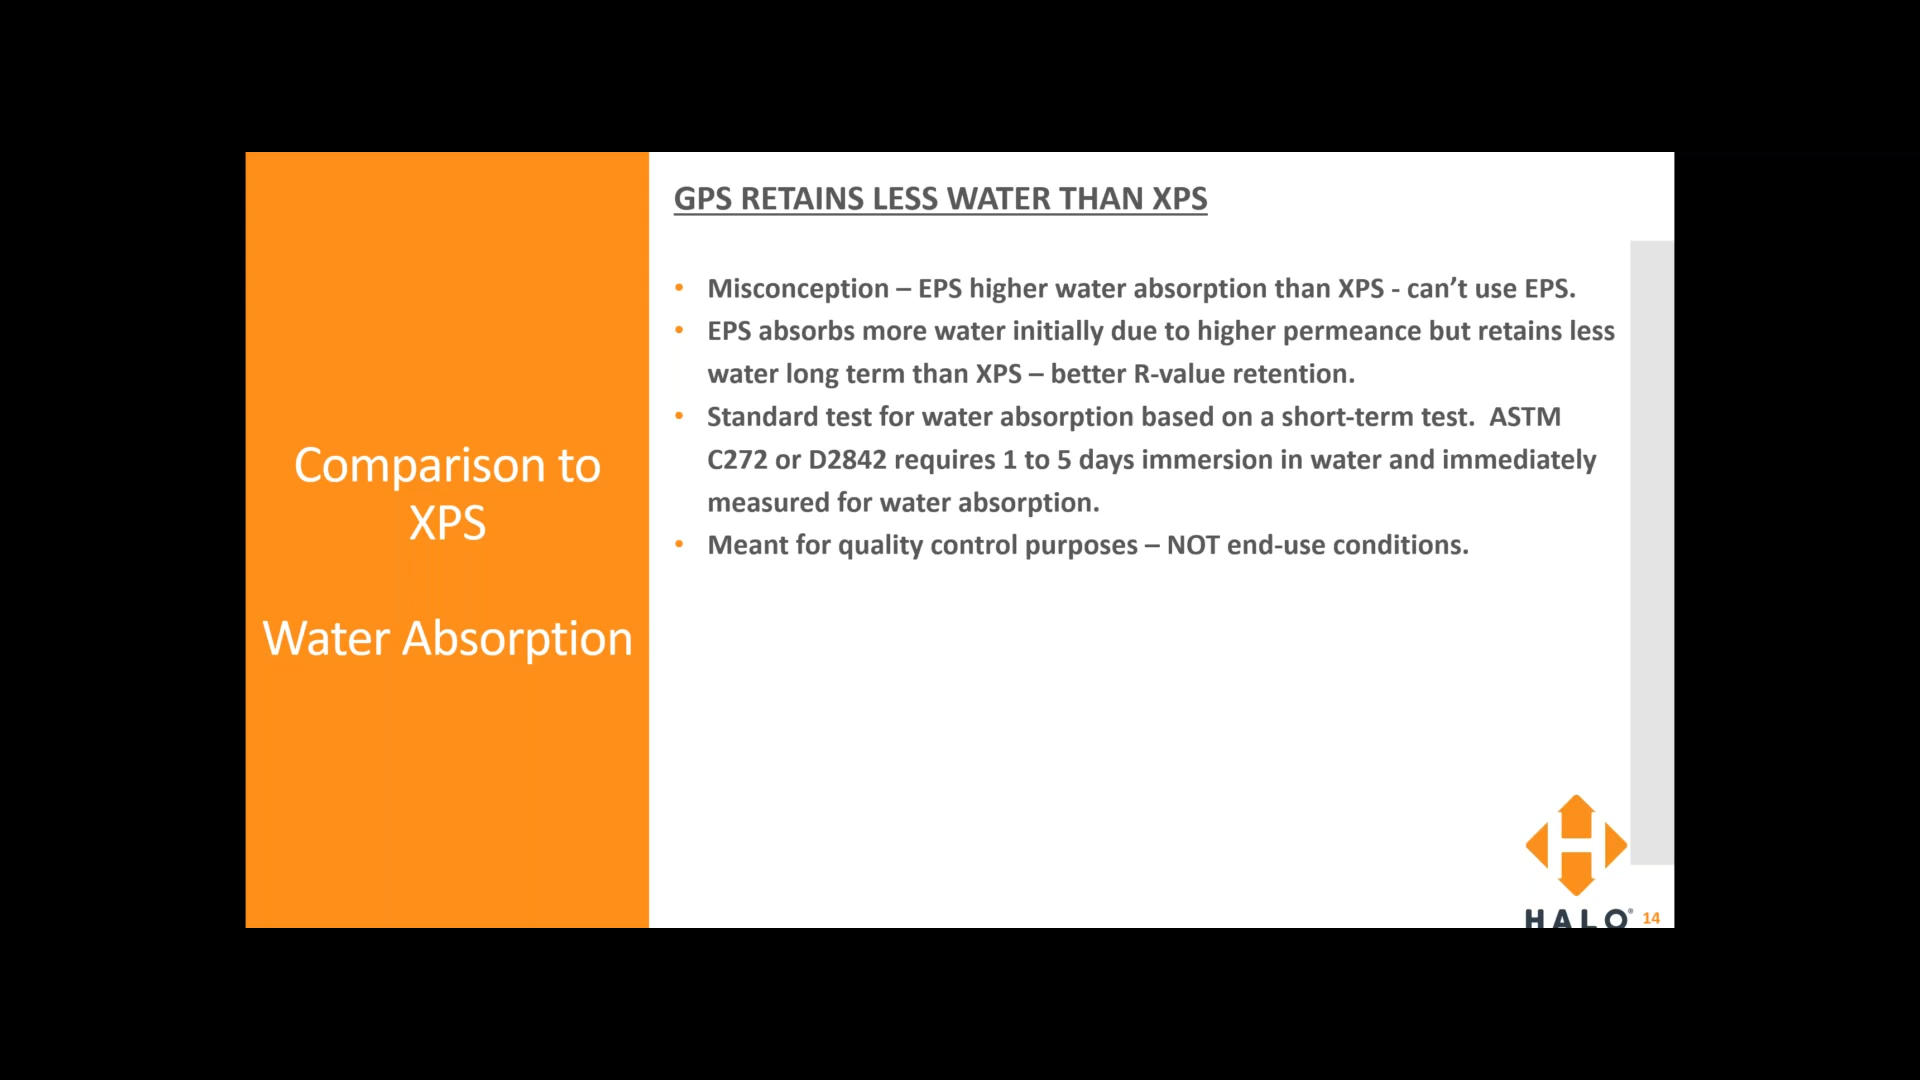 Comparison to
XPS
Water Absorption
GPS RETAINS LESS WATER THAN XPS
• Misconception – EPS higher water absorption than XPS - can’t use EPS.
• EPS absorbs more water initially due to higher permeance but retains less
water long term than XPS – better R-value retention.
• Standard test for water absorption based on a short-term test.  ASTM
C272 or D2842 requires 1 to 5 days immersion in water and immediately
measured for water absorption.
• Meant for quality control purposes – NOT end-use conditions.
HALO®
14